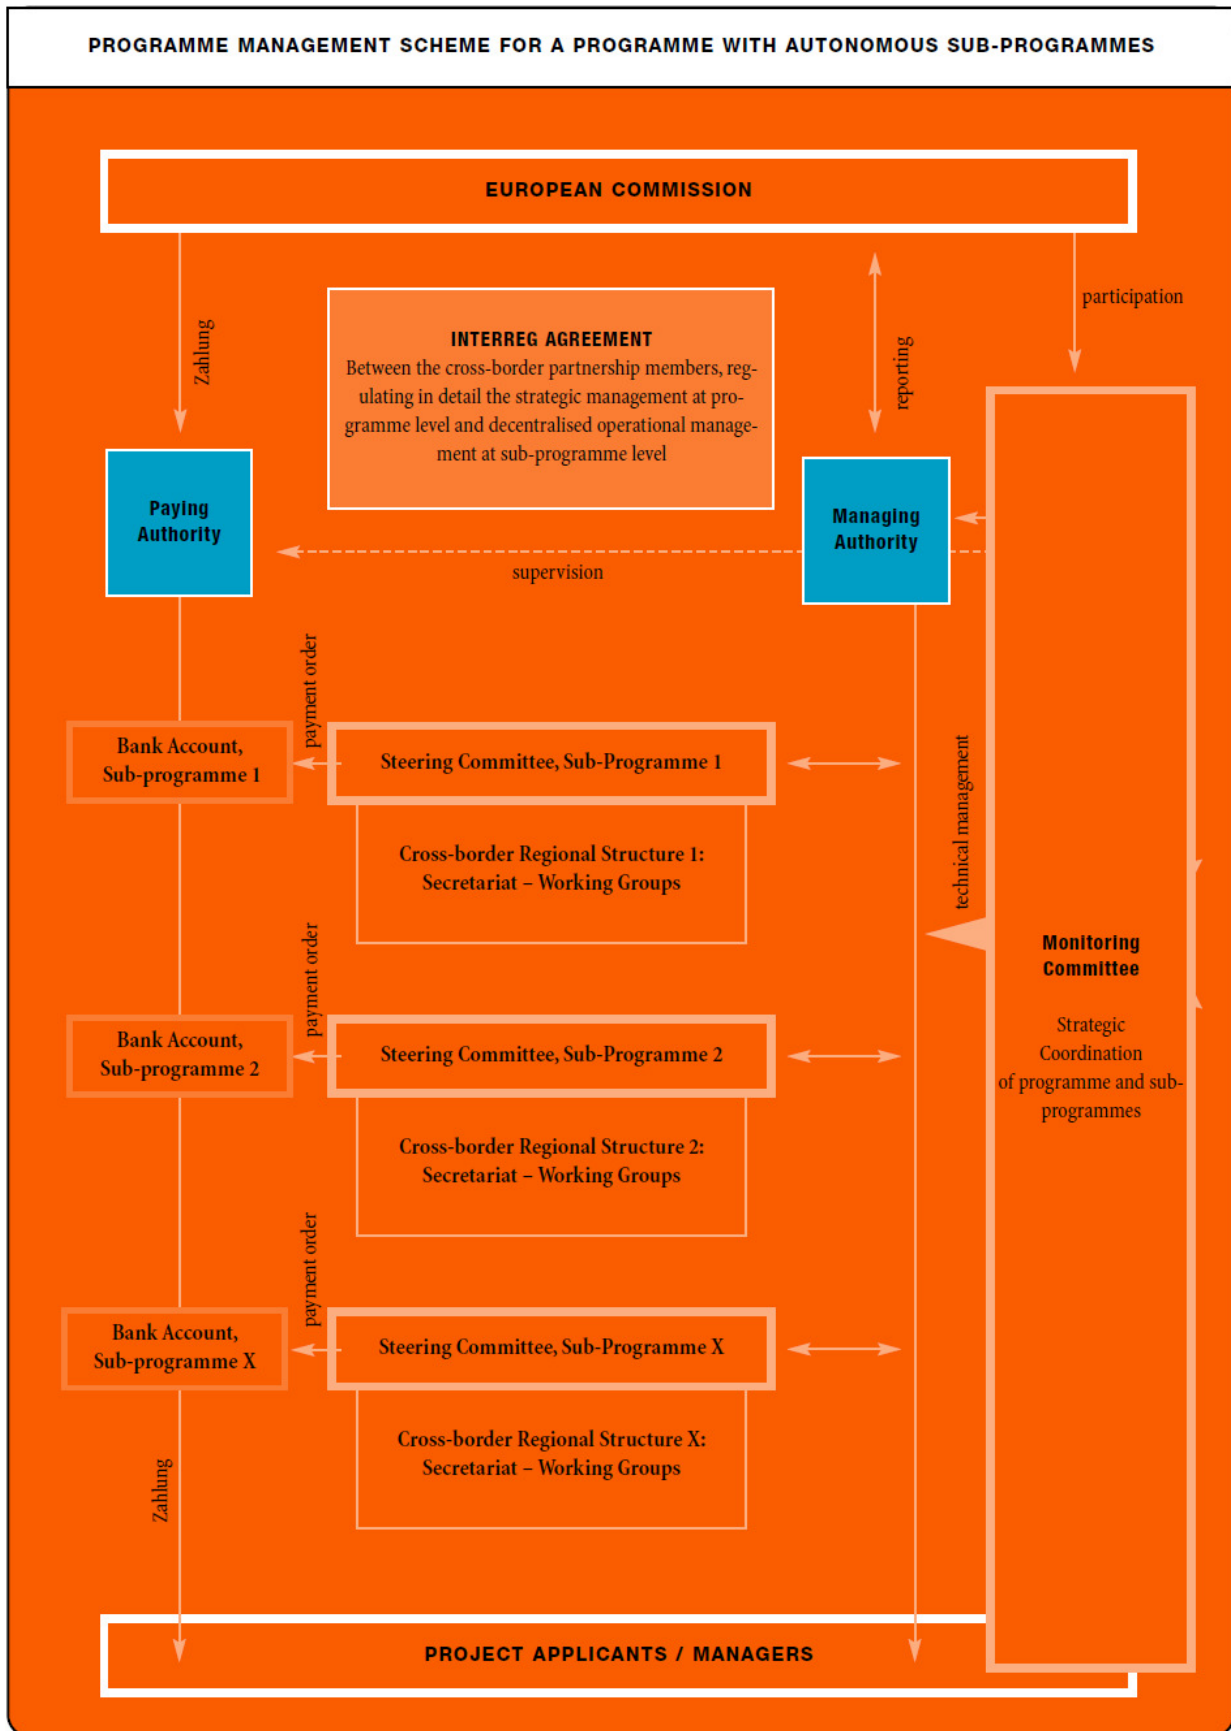 PROGRAMME MANAGEMENT SCHEME FOR A PROGRAMME WITH AUTONOMOUS SUB-PROGRAMMES
EUROPEAN COMMISSION
Zahlung
INTERREG AGREEMENT
Between the cross-border partnership members, reg-
ulating in detail the strategic management at pro-
gramme level and decentralised operational manage-
ment at sub-programme level
reporting
participation
Paying
Authority
Managing
Authority
supervision
payment order
Bank Account,
Sub-programme 1
Steering Committee, Sub-Programme 1
Cross-border Regional Structure 1:
Secretariat – Working Groups
technical management
Monitoring
Committee
Strategic
Coordination
of programme and sub-
programmes
payment order
Bank Account,
Sub-programme 2
Steering Committee, Sub-Programme 2
Cross-border Regional Structure 2:
Secretariat – Working Groups
payment order
Bank Account,
Sub-programme X
Steering Committee, Sub-Programme X
Cross-border Regional Structure X:
Secretariat – Working Groups
Zahlung
PROJECT APPLICANTS / MANAGERS